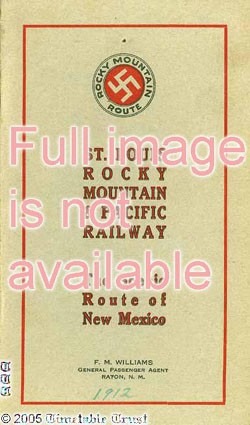 ROCKY MOUNTAIN
ROUTE
Full image
is not
available
ST. LOUIS
ROCKY
MOUNTAIN
& PACIFIC
RAILWAY
Route of
New Mexico
F. M. WILLIAMS
GENERAL PASSENGER AGENT
RATON, N. M.
1912
© 2005 Timetable Trust